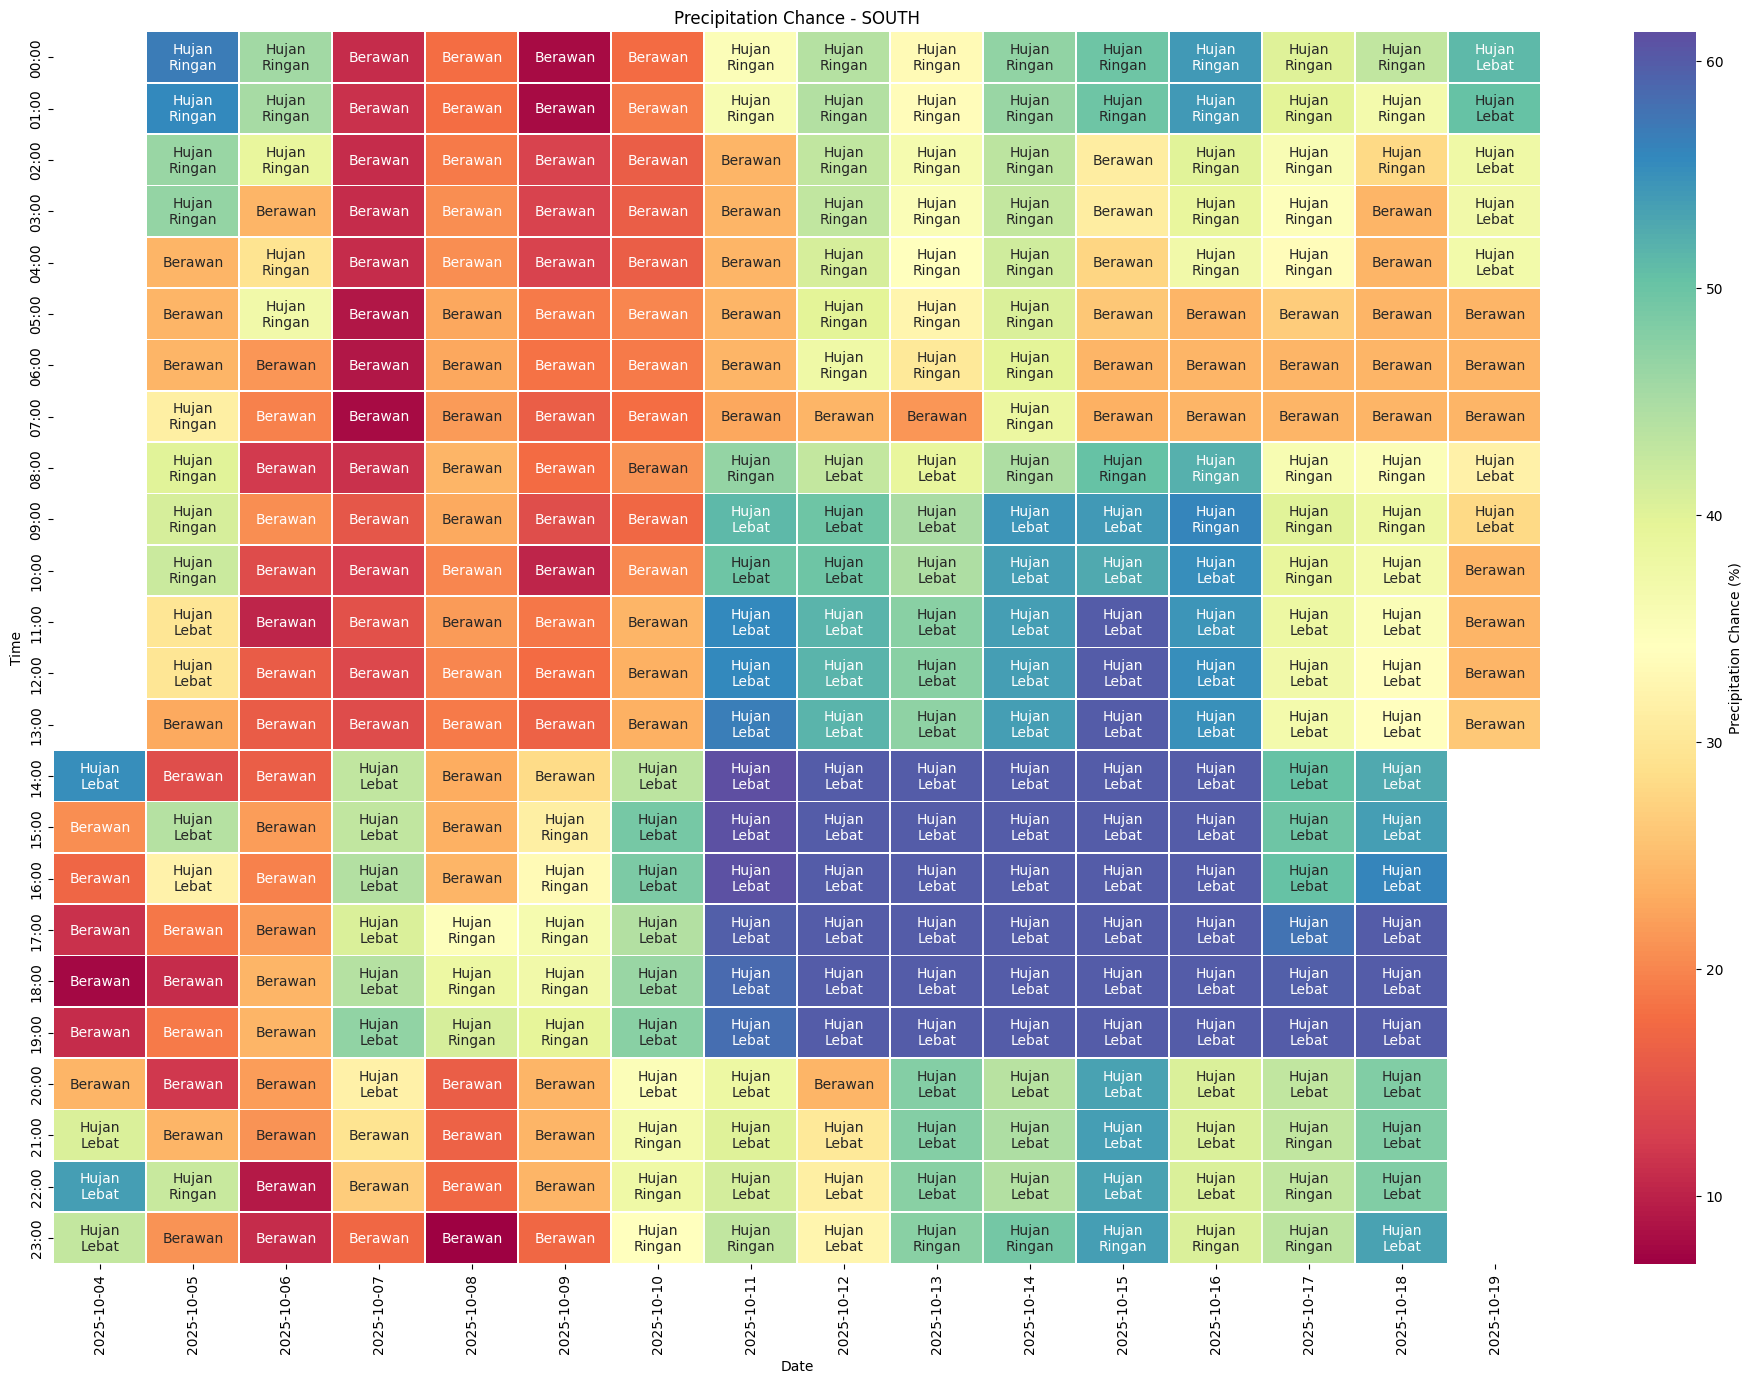 Precipitation Chance - SOUTH
00:00 Hujan Ringan Hujan Ringan Berawan Berawan Berawan Berawan Hujan Ringan Hujan Ringan Hujan Ringan Hujan Ringan Hujan Ringan Hujan Ringan Hujan Ringan Hujan Ringan Hujan Lebat
01:00 Hujan Ringan Hujan Ringan Berawan Berawan Berawan Berawan Hujan Ringan Hujan Ringan Hujan Ringan Hujan Ringan Hujan Ringan Hujan Ringan Hujan Ringan Hujan Ringan Hujan Lebat
02:00 Hujan Ringan Hujan Ringan Berawan Berawan Berawan Berawan Berawan Hujan Ringan Hujan Ringan Hujan Ringan Berawan Hujan Ringan Hujan Ringan Hujan Ringan Hujan Lebat
03:00 Hujan Ringan Berawan Berawan Berawan Berawan Berawan Berawan Hujan Ringan Hujan Ringan Hujan Ringan Berawan Hujan Ringan Hujan Ringan Berawan Hujan Lebat
04:00 Berawan Hujan Ringan Berawan Berawan Berawan Berawan Berawan Hujan Ringan Hujan Ringan Hujan Ringan Berawan Hujan Ringan Hujan Ringan Berawan Hujan Lebat
05:00 Berawan Hujan Ringan Berawan Berawan Berawan Berawan Berawan Hujan Ringan Hujan Ringan Hujan Ringan Berawan Berawan Berawan Berawan Berawan
06:00 Berawan Berawan Berawan Berawan Berawan Berawan Berawan Hujan Ringan Hujan Ringan Hujan Ringan Berawan Berawan Berawan Berawan Berawan
07:00 Hujan Ringan Berawan Berawan Berawan Berawan Berawan Berawan Berawan Berawan Hujan Ringan Berawan Berawan Berawan Berawan Berawan
08:00 Hujan Ringan Berawan Berawan Berawan Berawan Berawan Hujan Ringan Hujan Lebat Hujan Lebat Hujan Ringan Hujan Ringan Hujan Ringan Hujan Ringan Hujan Ringan Hujan Lebat
09:00 Hujan Ringan Berawan Berawan Berawan Berawan Berawan Hujan Lebat Hujan Lebat Hujan Lebat Hujan Lebat Hujan Lebat Hujan Ringan Hujan Ringan Hujan Ringan Hujan Lebat
10:00 Hujan Ringan Berawan Berawan Berawan Berawan Berawan Hujan Lebat Hujan Lebat Hujan Lebat Hujan Lebat Hujan Lebat Hujan Lebat Hujan Ringan Hujan Lebat Berawan
11:00 Hujan Lebat Berawan Berawan Berawan Berawan Berawan Hujan Lebat Hujan Lebat Hujan Lebat Hujan Lebat Hujan Lebat Hujan Lebat Hujan Lebat Hujan Lebat Berawan
12:00 Hujan Lebat Berawan Berawan Berawan Berawan Berawan Hujan Lebat Hujan Lebat Hujan Lebat Hujan Lebat Hujan Lebat Hujan Lebat Hujan Lebat Hujan Lebat Berawan
13:00 Berawan Berawan Berawan Berawan Berawan Berawan Hujan Lebat Hujan Lebat Hujan Lebat Hujan Lebat Hujan Lebat Hujan Lebat Hujan Lebat Hujan Lebat Berawan
14:00 Hujan Lebat Berawan Berawan Hujan Lebat Berawan Berawan Hujan Lebat Hujan Lebat Hujan Lebat Hujan Lebat Hujan Lebat Hujan Lebat Hujan Lebat Hujan Lebat Hujan Lebat
15:00 Berawan Hujan Lebat Berawan Hujan Lebat Berawan Hujan Ringan Hujan Lebat Hujan Lebat Hujan Lebat Hujan Lebat Hujan Lebat Hujan Lebat Hujan Lebat Hujan Lebat Hujan Lebat
16:00 Berawan Hujan Lebat Berawan Hujan Lebat Berawan Hujan Ringan Hujan Lebat Hujan Lebat Hujan Lebat Hujan Lebat Hujan Lebat Hujan Lebat Hujan Lebat Hujan Lebat Hujan Lebat
17:00 Berawan Berawan Berawan Hujan Lebat Hujan Ringan Hujan Ringan Hujan Lebat Hujan Lebat Hujan Lebat Hujan Lebat Hujan Lebat Hujan Lebat Hujan Lebat Hujan Lebat Hujan Lebat
18:00 Berawan Berawan Berawan Hujan Lebat Hujan Ringan Hujan Ringan Hujan Lebat Hujan Lebat Hujan Lebat Hujan Lebat Hujan Lebat Hujan Lebat Hujan Lebat Hujan Lebat Hujan Lebat
19:00 Berawan Berawan Berawan Hujan Lebat Hujan Ringan Hujan Ringan Hujan Lebat Hujan Lebat Hujan Lebat Hujan Lebat Hujan Lebat Hujan Lebat Hujan Lebat Hujan Lebat Hujan Lebat
20:00 Berawan Berawan Berawan Hujan Lebat Berawan Berawan Hujan Lebat Hujan Lebat Berawan Hujan Lebat Hujan Lebat Hujan Lebat Hujan Lebat Hujan Lebat Hujan Lebat
21:00 Hujan Lebat Berawan Berawan Berawan Berawan Berawan Hujan Ringan Hujan Lebat Hujan Lebat Hujan Lebat Hujan Lebat Hujan Lebat Hujan Lebat Hujan Ringan Hujan Lebat
22:00 Hujan Lebat Hujan Ringan Berawan Berawan Berawan Berawan Hujan Ringan Hujan Lebat Hujan Lebat Hujan Lebat Hujan Lebat Hujan Lebat Hujan Lebat Hujan Ringan Hujan Lebat
23:00 Hujan Lebat Berawan Berawan Berawan Berawan Berawan Hujan Ringan Hujan Ringan Hujan Lebat Hujan Ringan Hujan Ringan Hujan Ringan Hujan Ringan Hujan Ringan Hujan Lebat
Time
2025-10-04 2025-10-05 2025-10-06 2025-10-07 2025-10-08 2025-10-09 2025-10-10 2025-10-11 2025-10-12 2025-10-13 2025-10-14 2025-10-15 2025-10-16 2025-10-17 2025-10-18 2025-10-19
Date
60
50
40
30
20
10
Precipitation Chance (%)